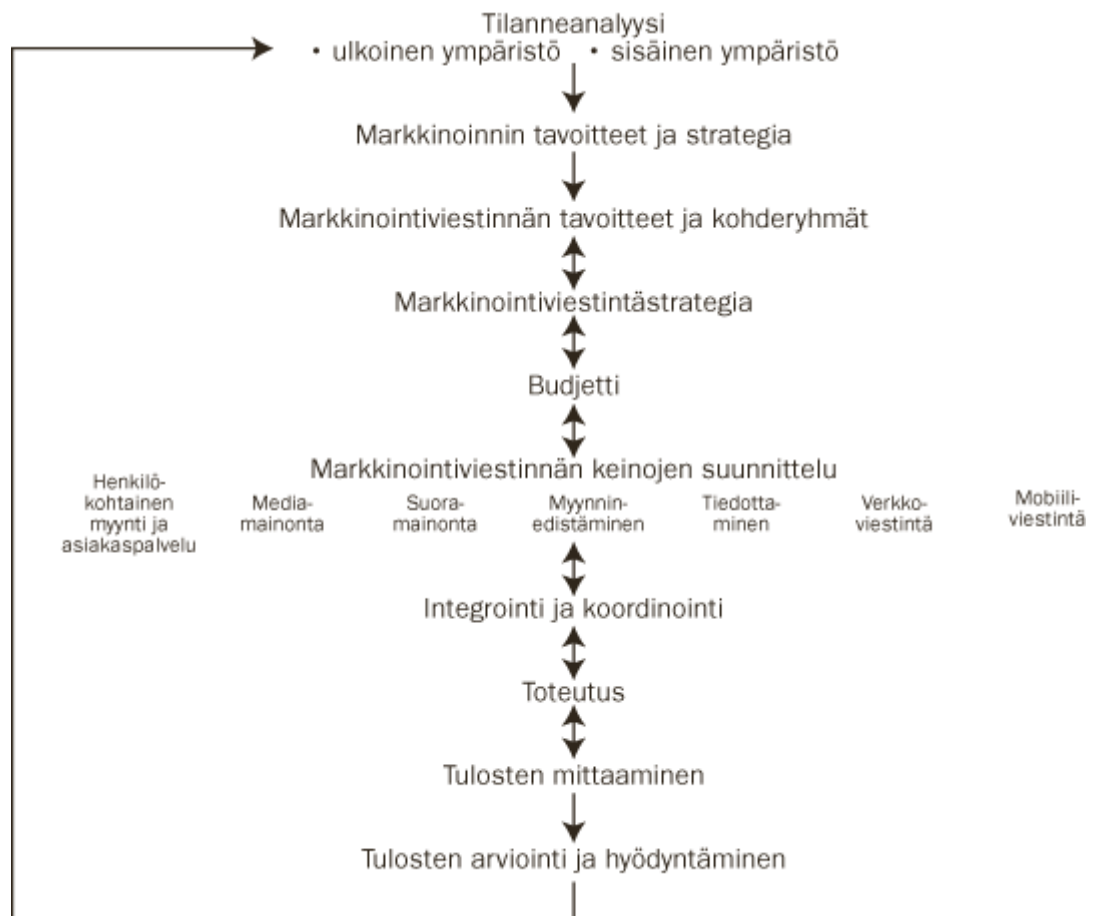 Tilanneanalyysi
• ulkoinen ympäristö • sisäinen ympäristö
Markkinoinnin tavoitteet ja strategia
Markkinointiviestinnän tavoitteet ja kohderyhmät
Markkinointiviestintästrategia
Budjetti
Markkinointiviestinnän keinojen suunnittelu
Henkilö-
kohtainen
myynti ja
asiakaspalvelu
Media-
mainonta
Suora-
mainonta
Myynnin-
edistäminen
Tiedotta-
minen
Verkko-
viestintä
Mobiili-
viestintä
Integrointi ja koordinointi
Toteutus
Tulosten mittaaminen
Tulosten arviointi ja hyödyntäminen